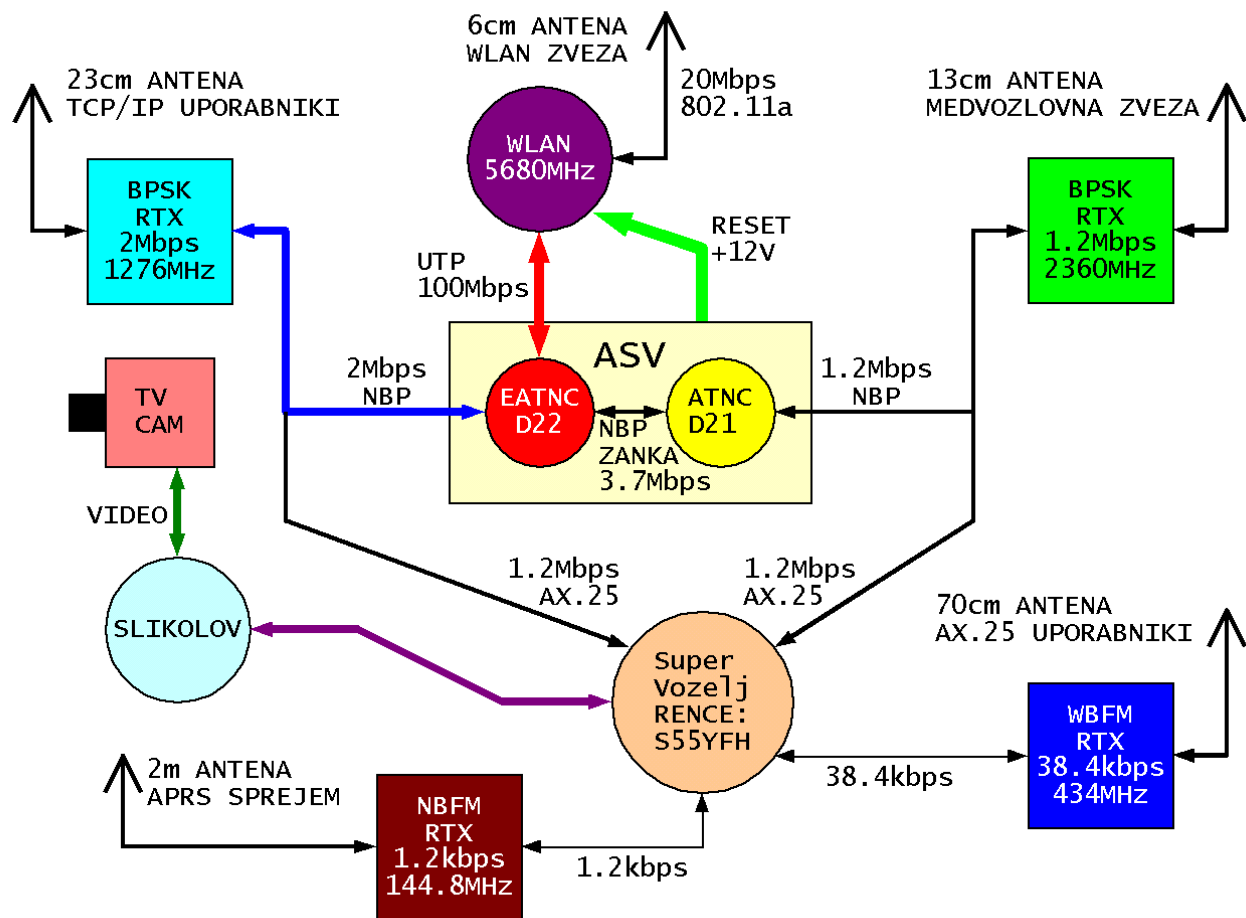 6cm ANTENA
WLAN ZVEZA
23cm ANTENA
TCP/IP UPORABNIKI
20Mbps
802.11a
13cm ANTENA
MEDVOZLOVNA ZVEZA
WLAN
5680MHz
BPSK
RTX
2Mbps
1276MHz
BPSK
RTX
1.2Mbps
2360MHz
RESET
+12V
UTP
100Mbps
ASV
TV
CAM
2Mbps
NBP
EATNC
D22
ATNC
D21
1.2Mbps
NBP
NBP
ZANKA
3.7Mbps
VIDEO
1.2Mbps
AX.25
1.2Mbps
AX.25
70cm ANTENA
AX.25 UPORABNIKI
SLIKOLOV
Super
Vozelj
RENCE:
S55YFH
WBFM
RTX
38.4kbps
434MHz
38.4kbps
2m ANTENA
APRS SPREJEM
NBFM
RTX
1.2kbps
144.8MHz
1.2kbps